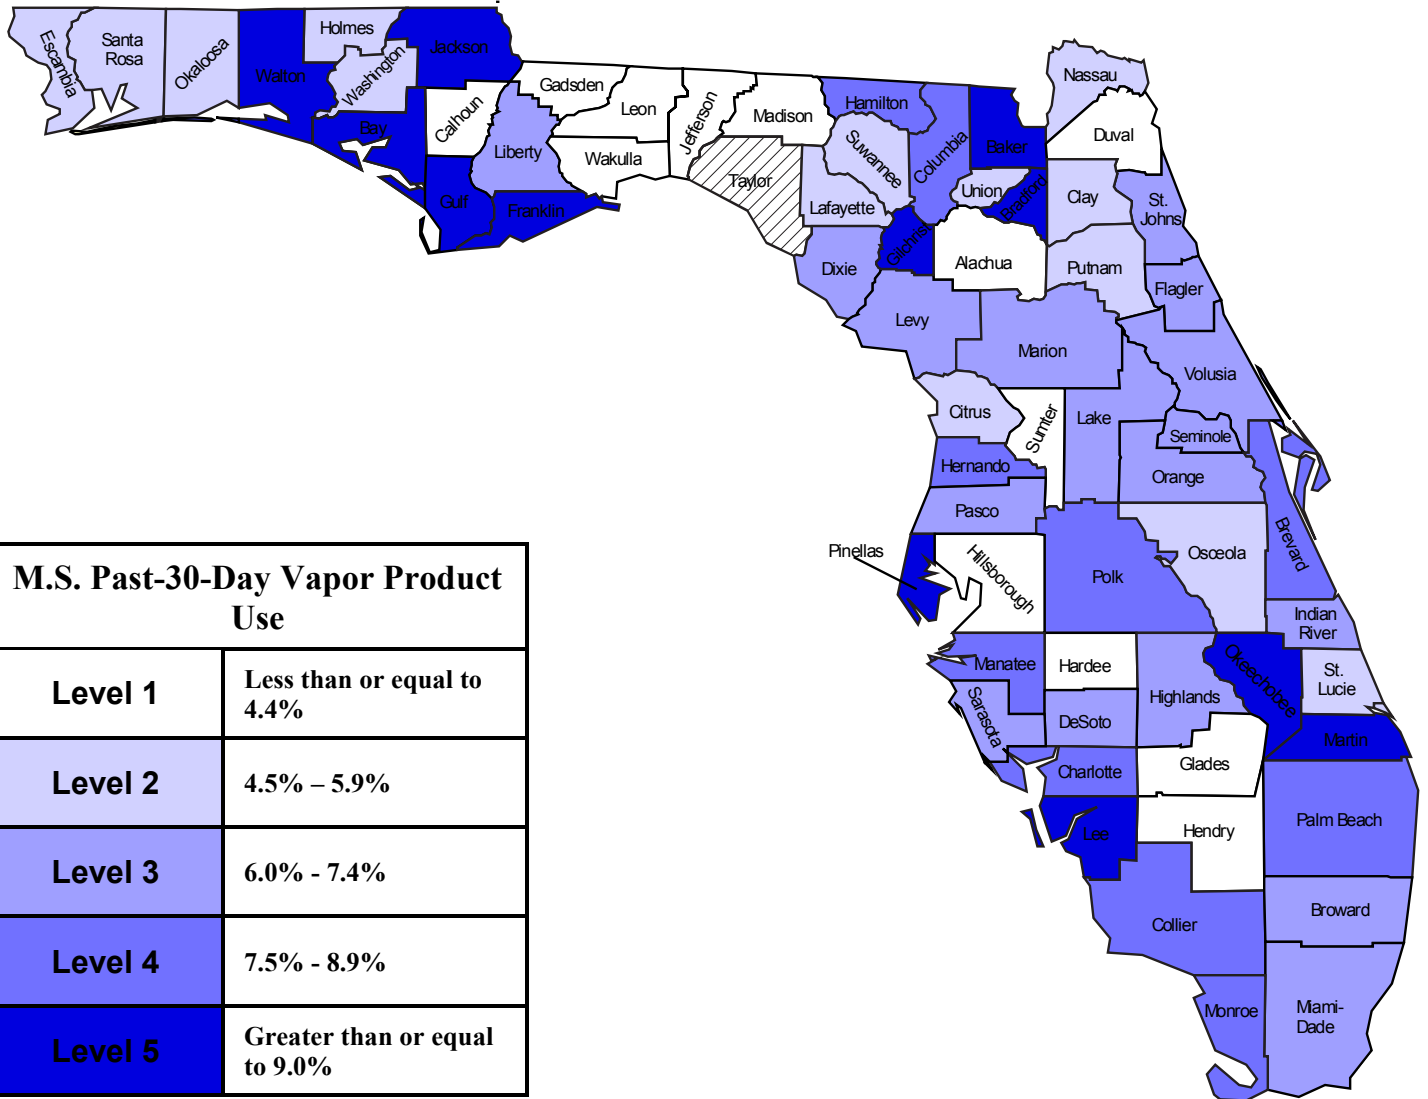 Escambia
Santa
Rosa
Okaloosa
Walton
Holmes
Washington
Jackson
Bay
Calhoun
Gulf
Liberty
Franklin
Gadsden
Leon
Wakulla
Jefferson
Madison
Taylor
Hamilton
Suwannee
Lafayette
Columbia
Dixie
Gilchrist
Baker
Union
Bradford
Alachua
Nassau
Duval
Clay
St.
Johns
Putnam
Flagler
Levy
Marion
Volusia
Citrus
Sumter
Lake
Seminole
Orange
Hernando
Pasco
Pinellas
Hillsborough
Polk
Osceola
Brevard
Indian
River
Manatee
Hardee
Highlands
Okeechobee
St.
Lucie
Sarasota
DeSoto
Martin
Charlotte
Glades
Lee
Hendry
Palm Beach
Collier
Broward
Monroe
Miami-
Dade
M.S. Past-30-Day Vapor Product
Use
Level 1
Less than or equal to
4.4%
Level 2
4.5% – 5.9%
Level 3
6.0% - 7.4%
Level 4
7.5% - 8.9%
Level 5
Greater than or equal
to 9.0%